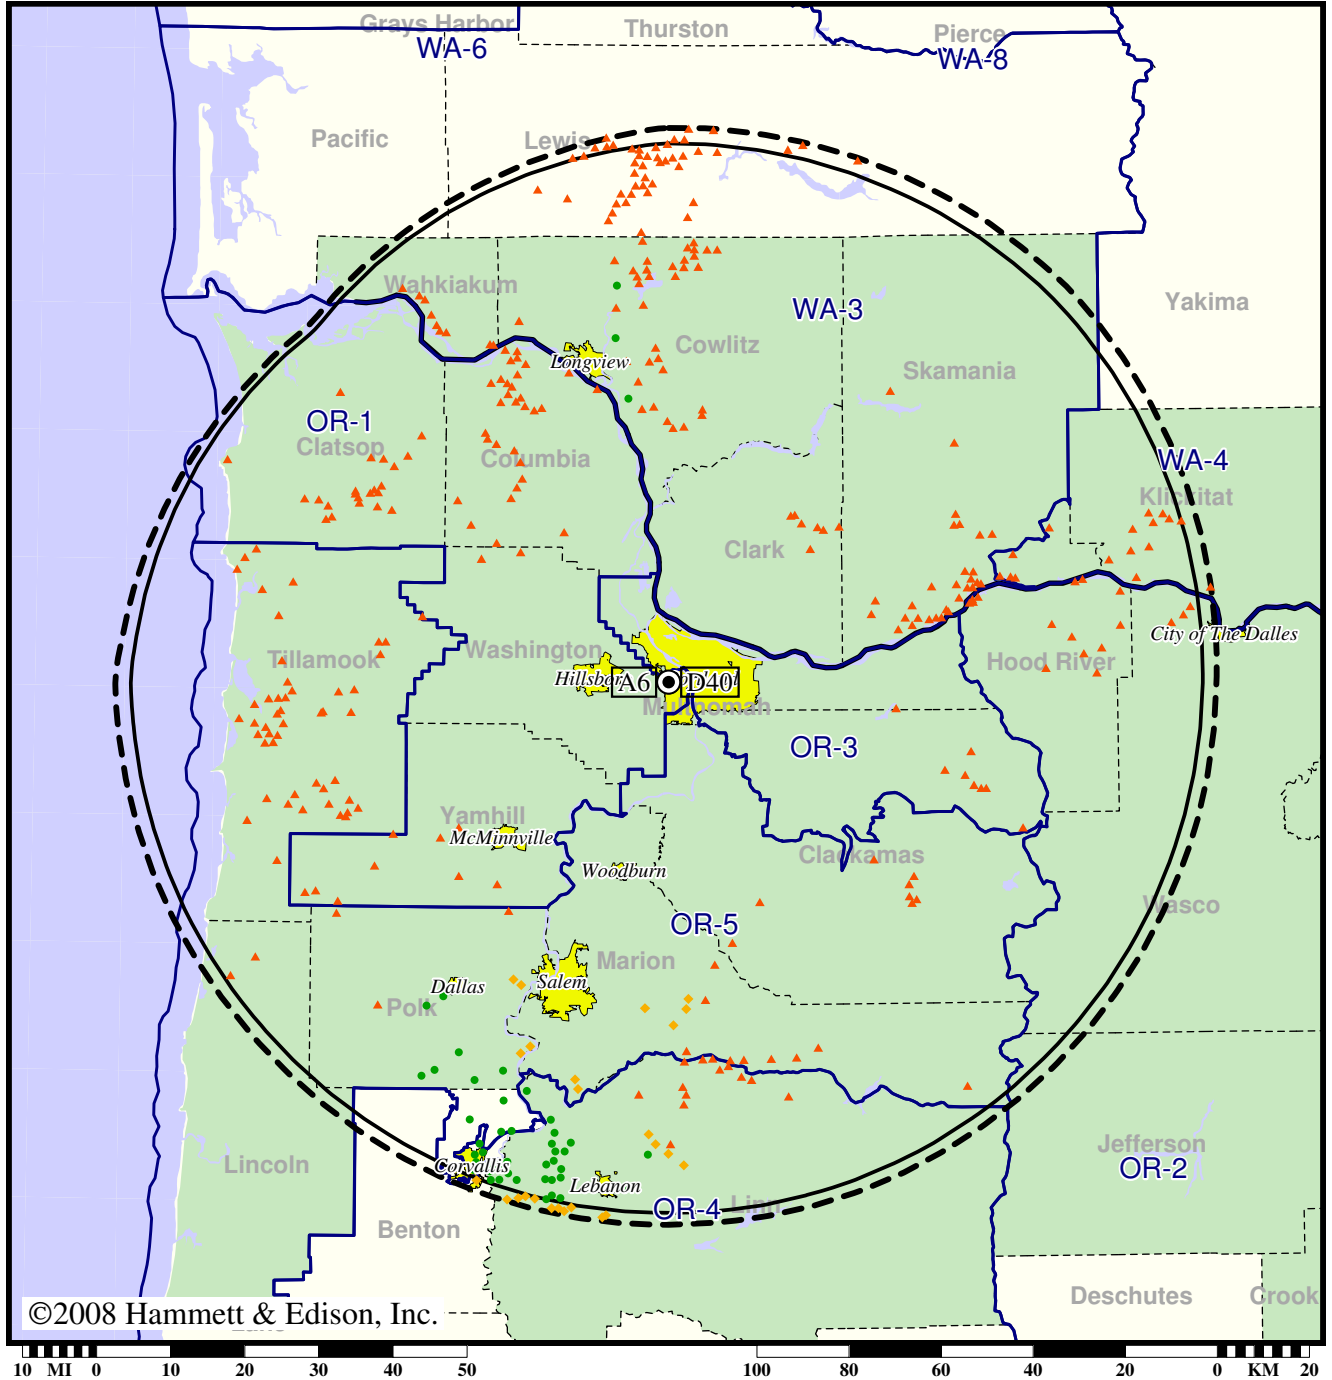 Grays Harbor
Thurston
Pierce
WA-6
WA-8
Pacific
Lewis
Wahkiakum
WA-3
Yakima
Cowlitz
Longview
Skamania
OR-1
Clatsop
Columbia
WA-4
Klickitat
Clark
City of The Dalles
Washington
Tillamook
Hood River
A6
D40
Multnomah
OR-3
Yamhill
McMinnville
Clackamas
Woodburn
OR-5
Wasco
Marion
Dallas
Salem
Polk
Jefferson
OR-2
Lincoln
Corvallis
Lebanon
OR-4
Linn
Benton
Deschutes
Crook
©2008 Hammett & Edison, Inc.
10 MI 0 10 20 30 40 50 100 80 60 40 20 0 KM 20